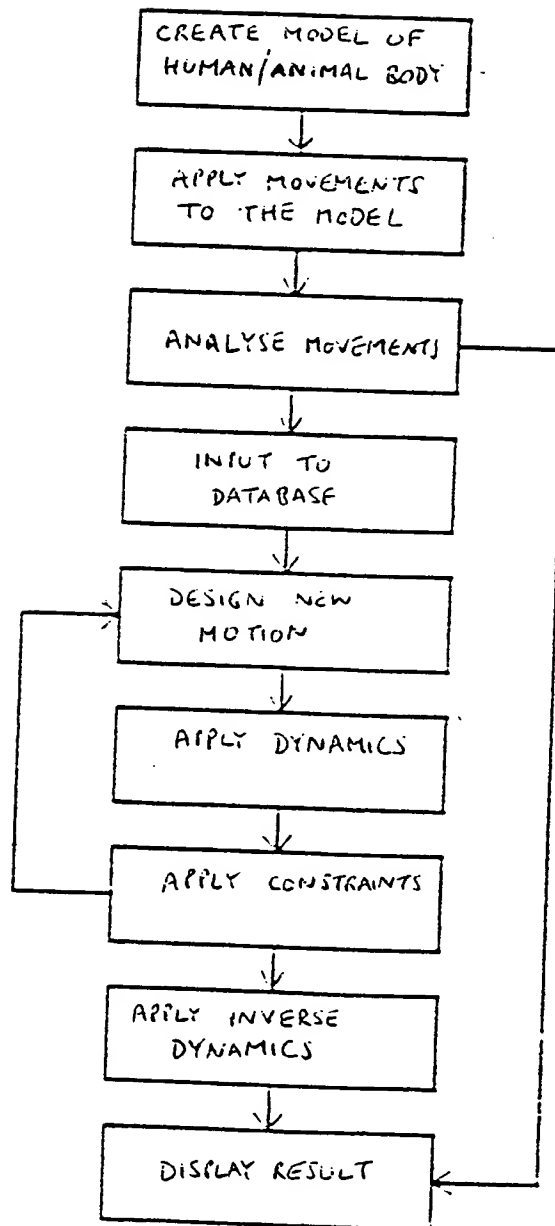 CREATE MODEL OF
HUMAN/ANIMAL BODY
APPLY MOVEMENTS
TO THE MODEL
ANALYSE MOVEMENTS
INPUT TO
DATABASE
DESIGN NEW
MOTION
APPLY DYNAMICS
APPLY CONSTRAINTS
APPLY INVERSE
DYNAMICS
DISPLAY RESULT